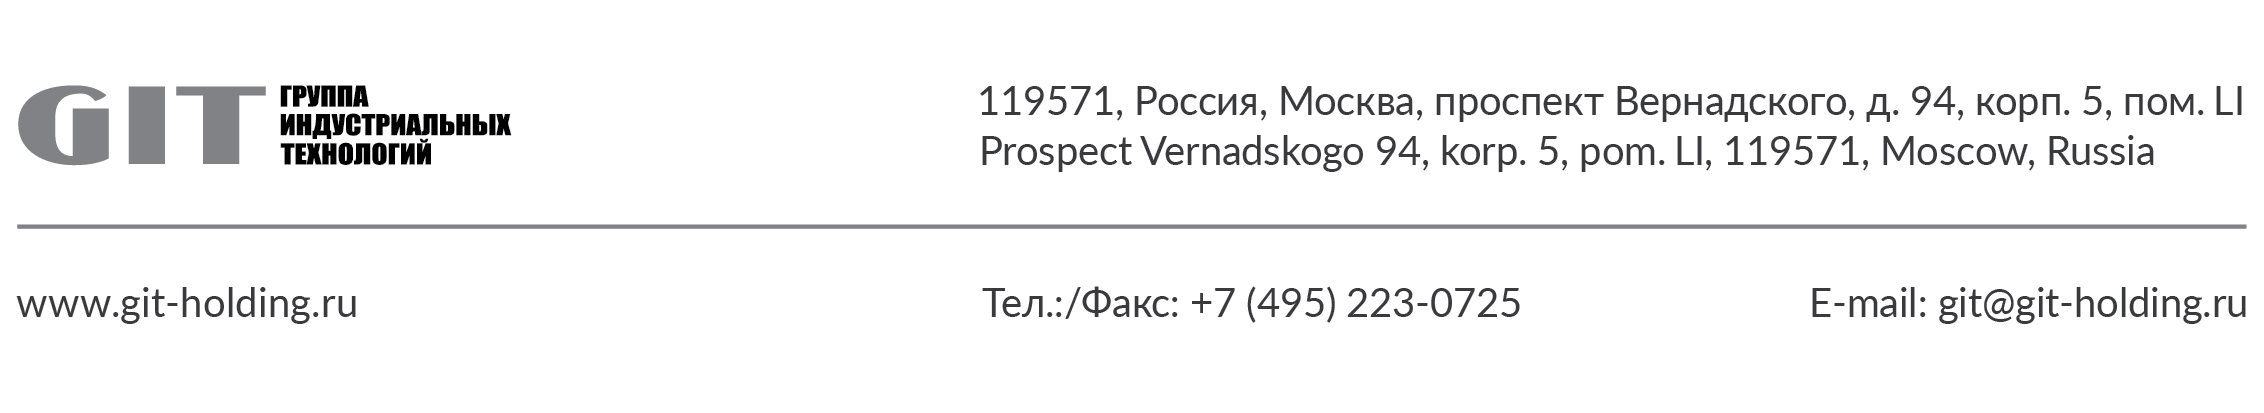 GIT ГРУППА
ИНДУСТРИАЛЬНЫХ
ТЕХНОЛОГИЙ
119571, Россия, Москва, проспект Вернадского, д. 94, корп. 5, пом. LI
Prospect Vernadskogo 94, korp. 5, pom. LI, 119571, Moscow, Russia
www.git-holding.ru
Тел.:/Факс: +7 (495) 223-0725
E-mail: git@git-holding.ru